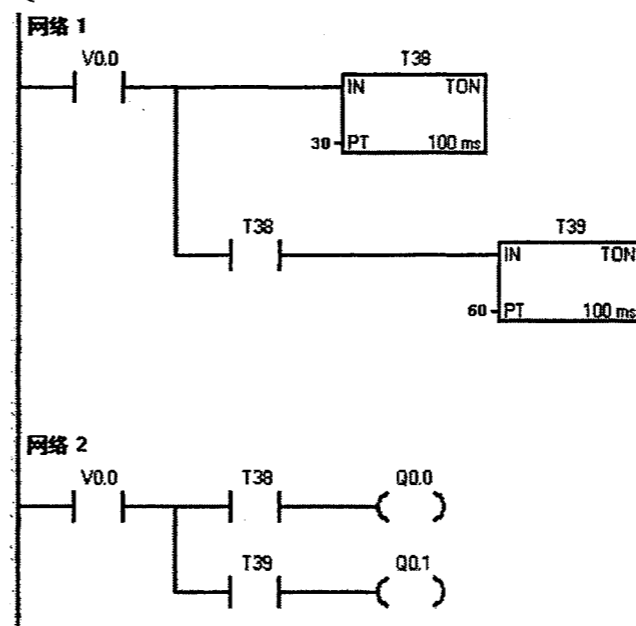 网络 1
V0.0
T38
IN TON
30 PT 100 ms
T38
T39
IN TON
60 PT 100 ms
网络 2
V0.0
T38
Q0.0
T39
Q0.1